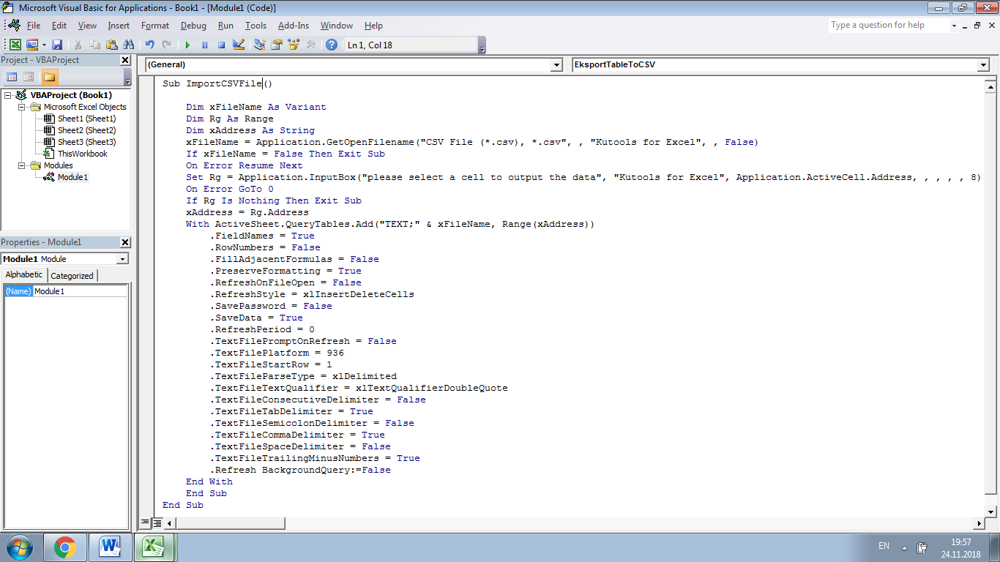 Microsoft Visual Basic for Applications - Book1 - [Module1 (Code)]
File Edit View Insert Format Debug Run Tools Add-Ins Window Help
Type a question for help
Ln 1, Col 18
Project - VBAProject
VBAProject (Book1)
Microsoft Excel Objects
Sheet1 (Sheet1)
Sheet2 (Sheet2)
Sheet3 (Sheet3)
ThisWorkbook
Modules
Module1
Properties - Module1
Module1 Module
Alphabetic Categorized
(Name) Module1
(General) EksportTableToCSV
Sub ImportCSVFile()
Dim xFileName As Variant
Dim Rg As Range
Dim xAddress As String
xFileName = Application.GetOpenFilename("CSV File (*.csv), *.csv", , "Kutools for Excel", , False)
If xFileName = False Then Exit Sub
On Error Resume Next
Set Rg = Application.InputBox("please select a cell to output the data", "Kutools for Excel", Application.ActiveCell.Address, , , , , 8)
On Error GoTo 0
If Rg Is Nothing Then Exit Sub
xAddress = Rg.Address
With ActiveSheet.QueryTables.Add("TEXT;" & xFileName, Range(xAddress))
.FieldNames = True
.RowNumbers = False
.FillAdjacentFormulas = False
.PreserveFormatting = True
.RefreshOnFileOpen = False
.RefreshStyle = xlInsertDeleteCells
.SavePassword = False
.SaveData = True
.RefreshPeriod = 0
.TextFilePromptOnRefresh = False
.TextFilePlatform = 936
.TextFileStartRow = 1
.TextFileParseType = xlDelimited
.TextFileTextQualifier = xlTextQualifierDoubleQuote
.TextFileConsecutiveDelimiter = False
.TextFileTabDelimiter = True
.TextFileSemicolonDelimiter = False
.TextFileCommaDelimiter = True
.TextFileSpaceDelimiter = False
.TextFileTrailingMinusNumbers = True
.Refresh BackgroundQuery:=False
End With
End Sub
End Sub
EN
19:57
24.11.2018